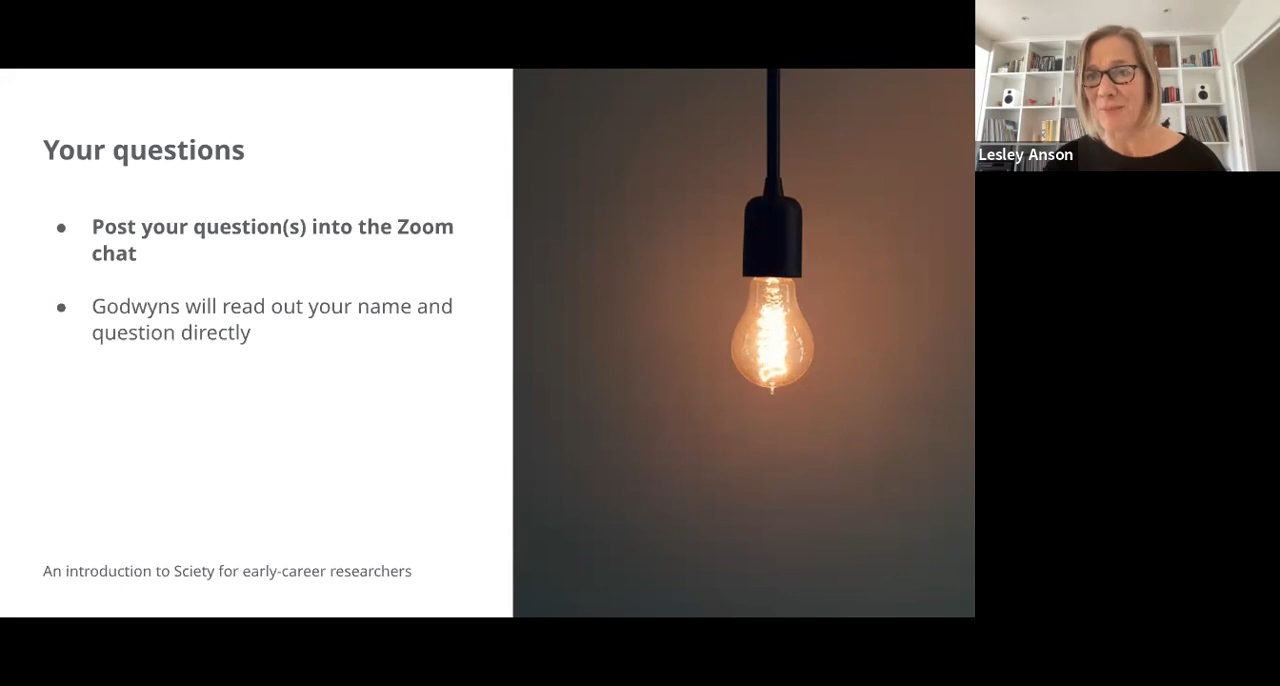 Your questions
● Post your question(s) into the Zoom
chat
● Godwyns will read out your name and
question directly
An introduction to Sciety for early-career researchers
Lesley Anson